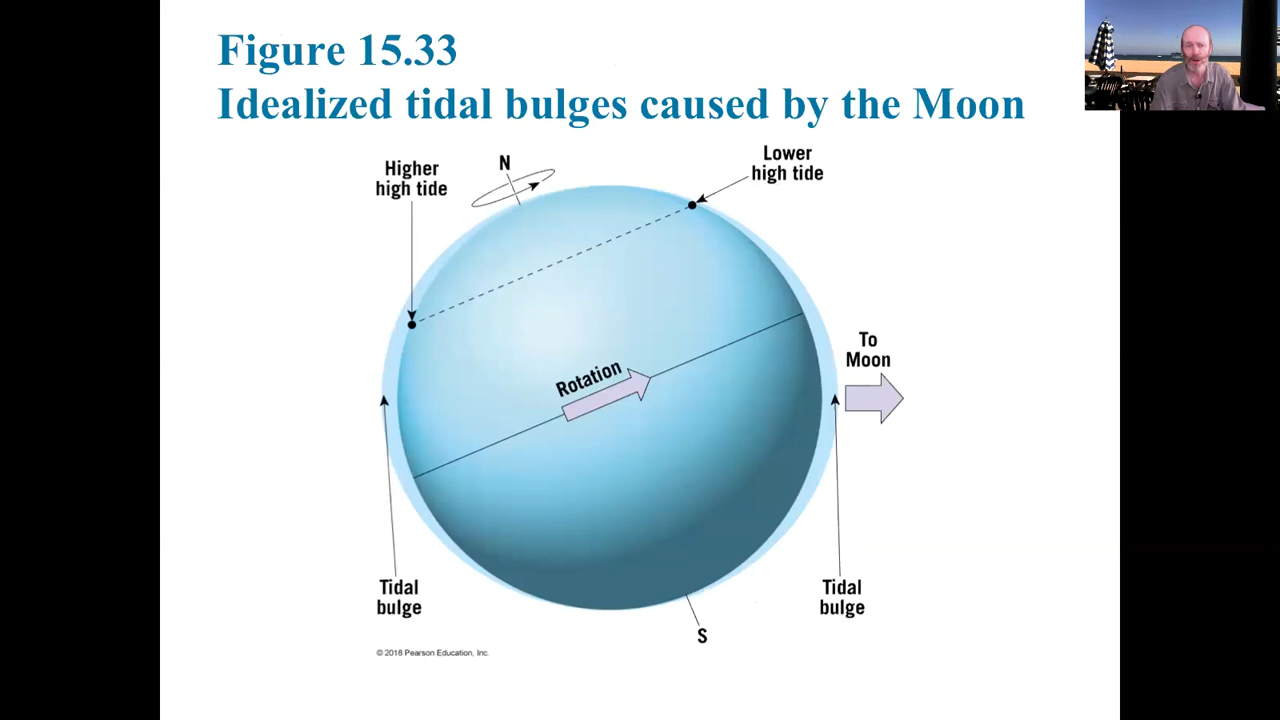 Figure 15.33
Idealized tidal bulges caused by the Moon
Higher
high tide
N
Lower
high tide
Rotation
To
Moon
Tidal
bulge
Tidal
bulge
S
© 2018 Pearson Education, Inc.